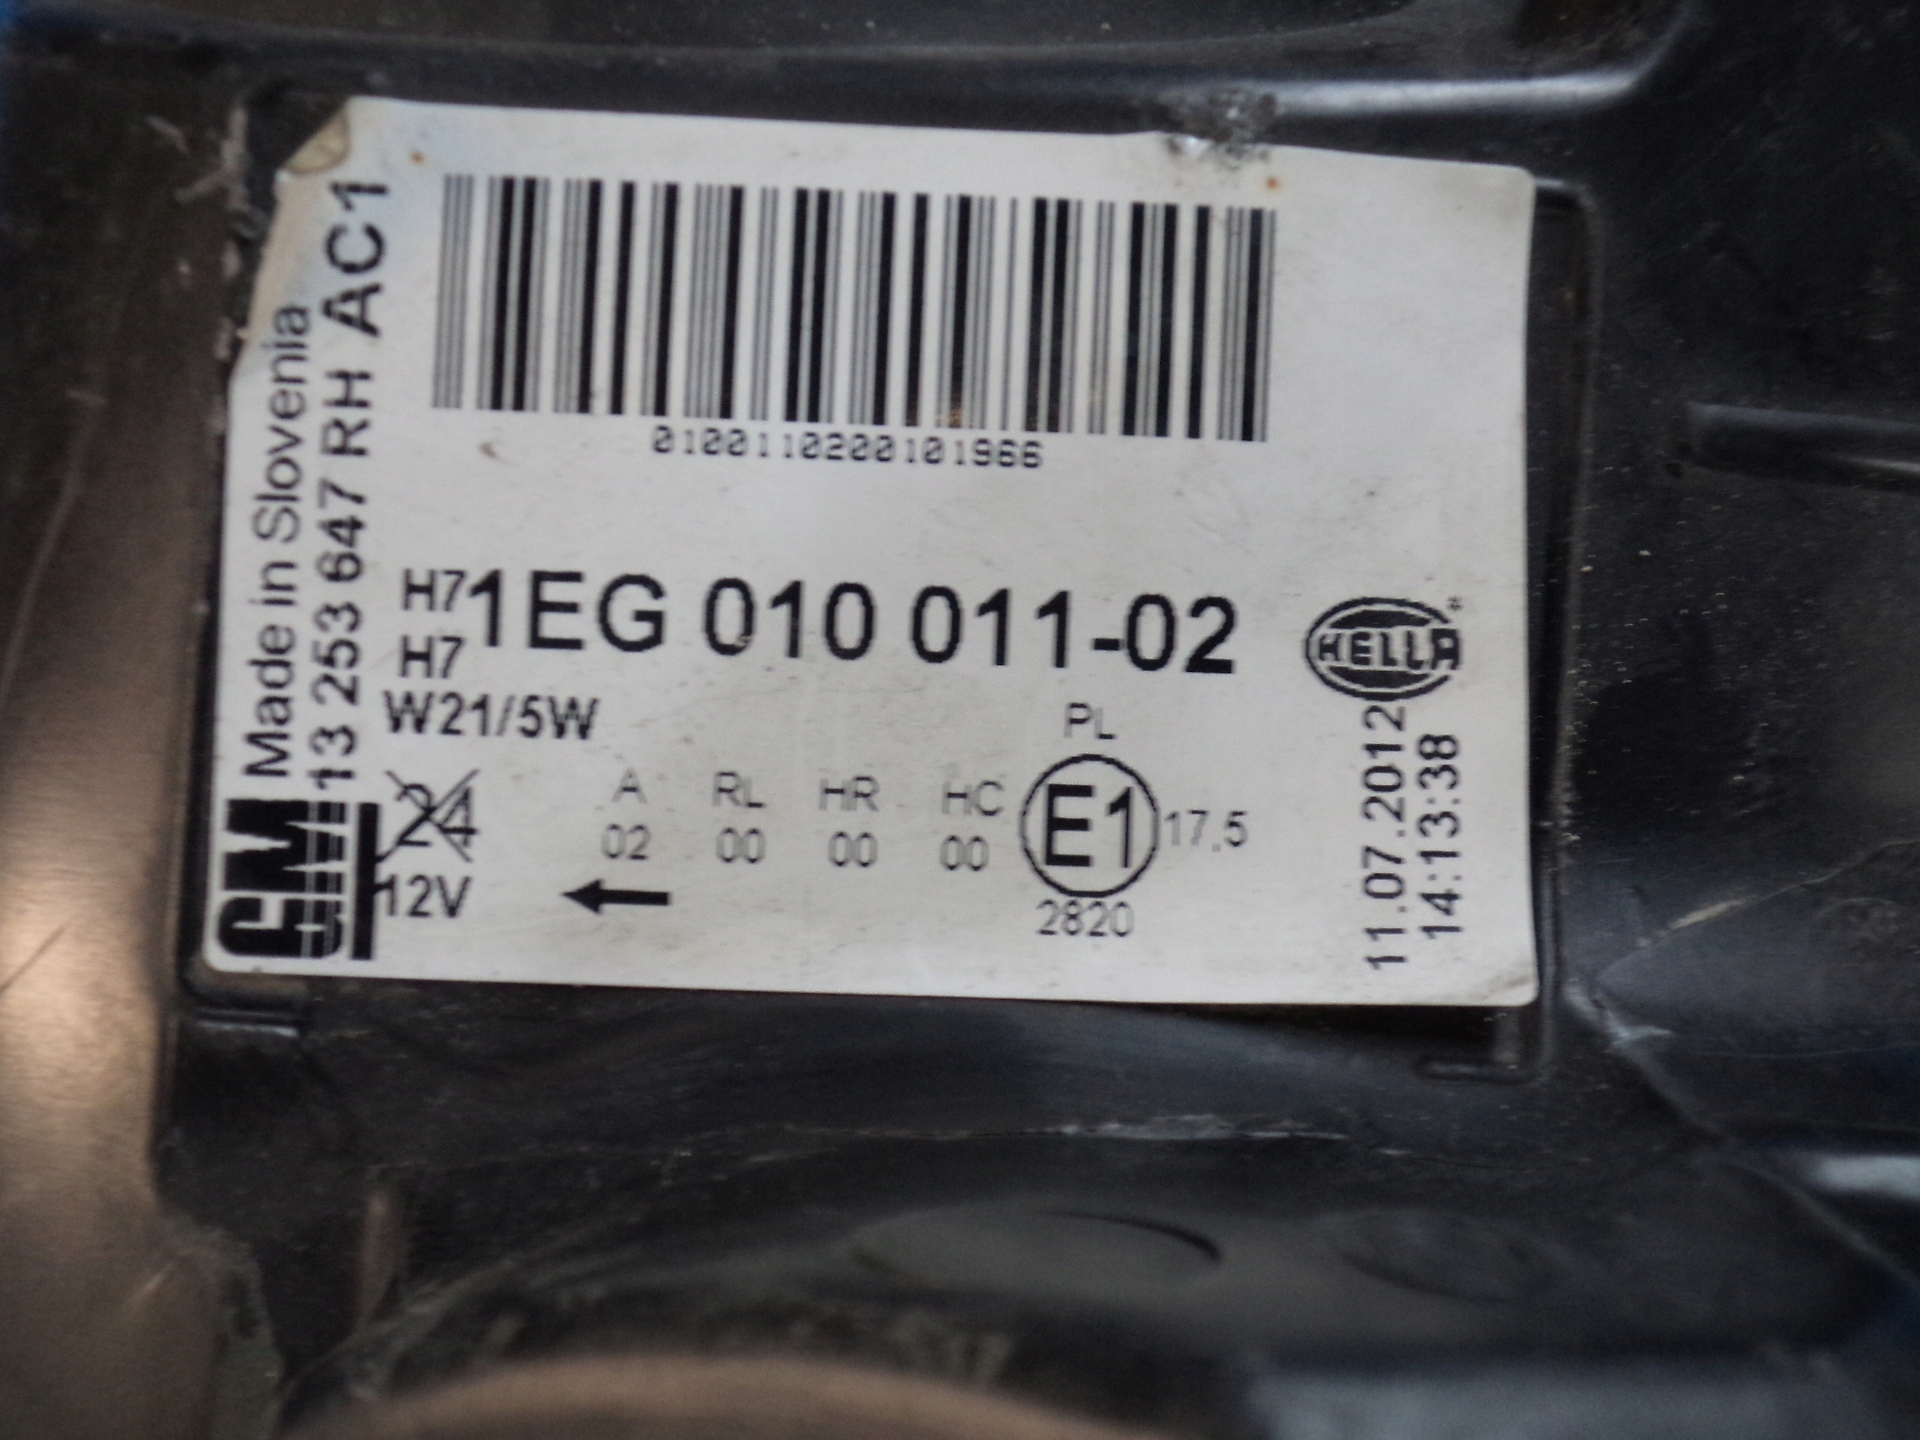 Made in Slovenia
13 253 647 RH AC1
GM
0100110200101966
H7
H7
1EG 010 011-02
HELLA
W21/5W
PL
24
12V
A RL HR HC
02 00 00 00
E1
17.5
2820
11.07.2012
14:13:38